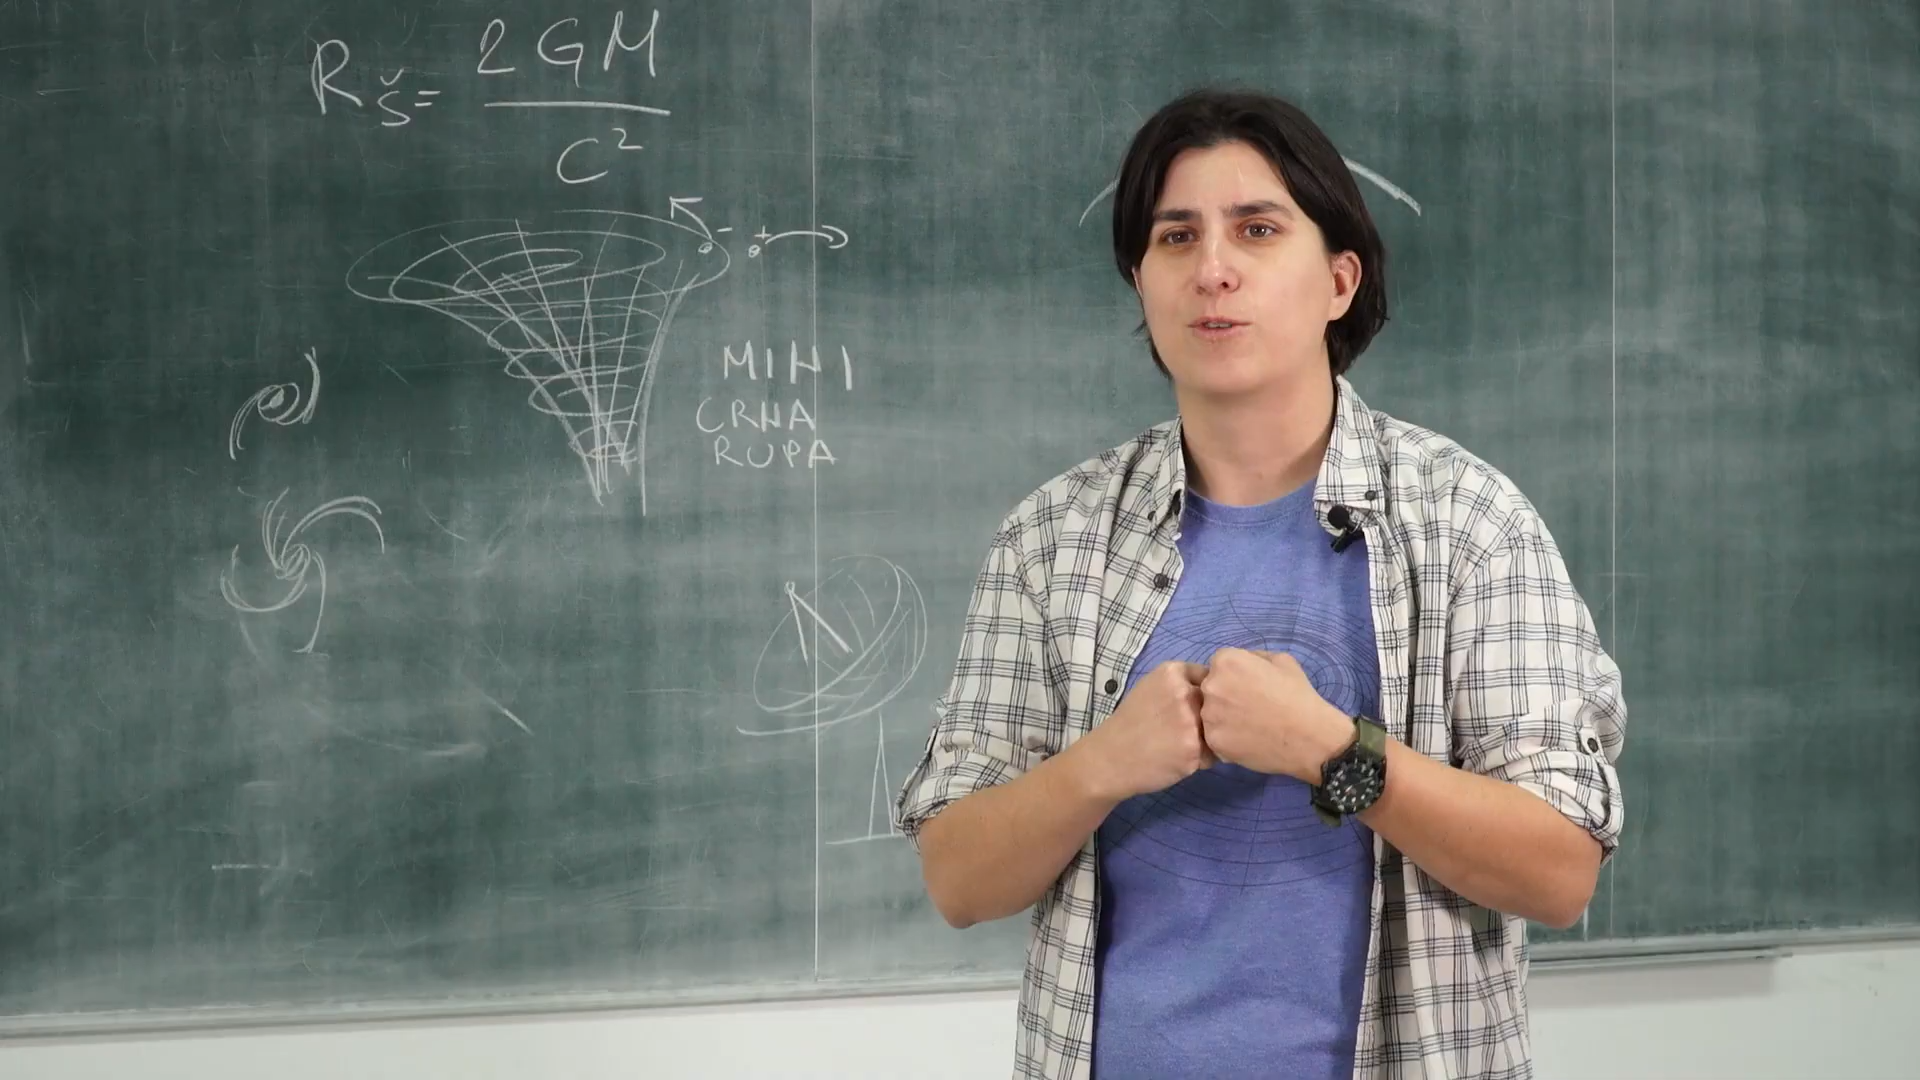 Rš = 2GM
C²
- +
MINI
CRNA
RUPA